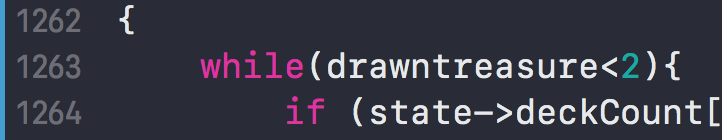 1262 {
1263 while(drawntreasure<2){
1264 if (state->deckCount[